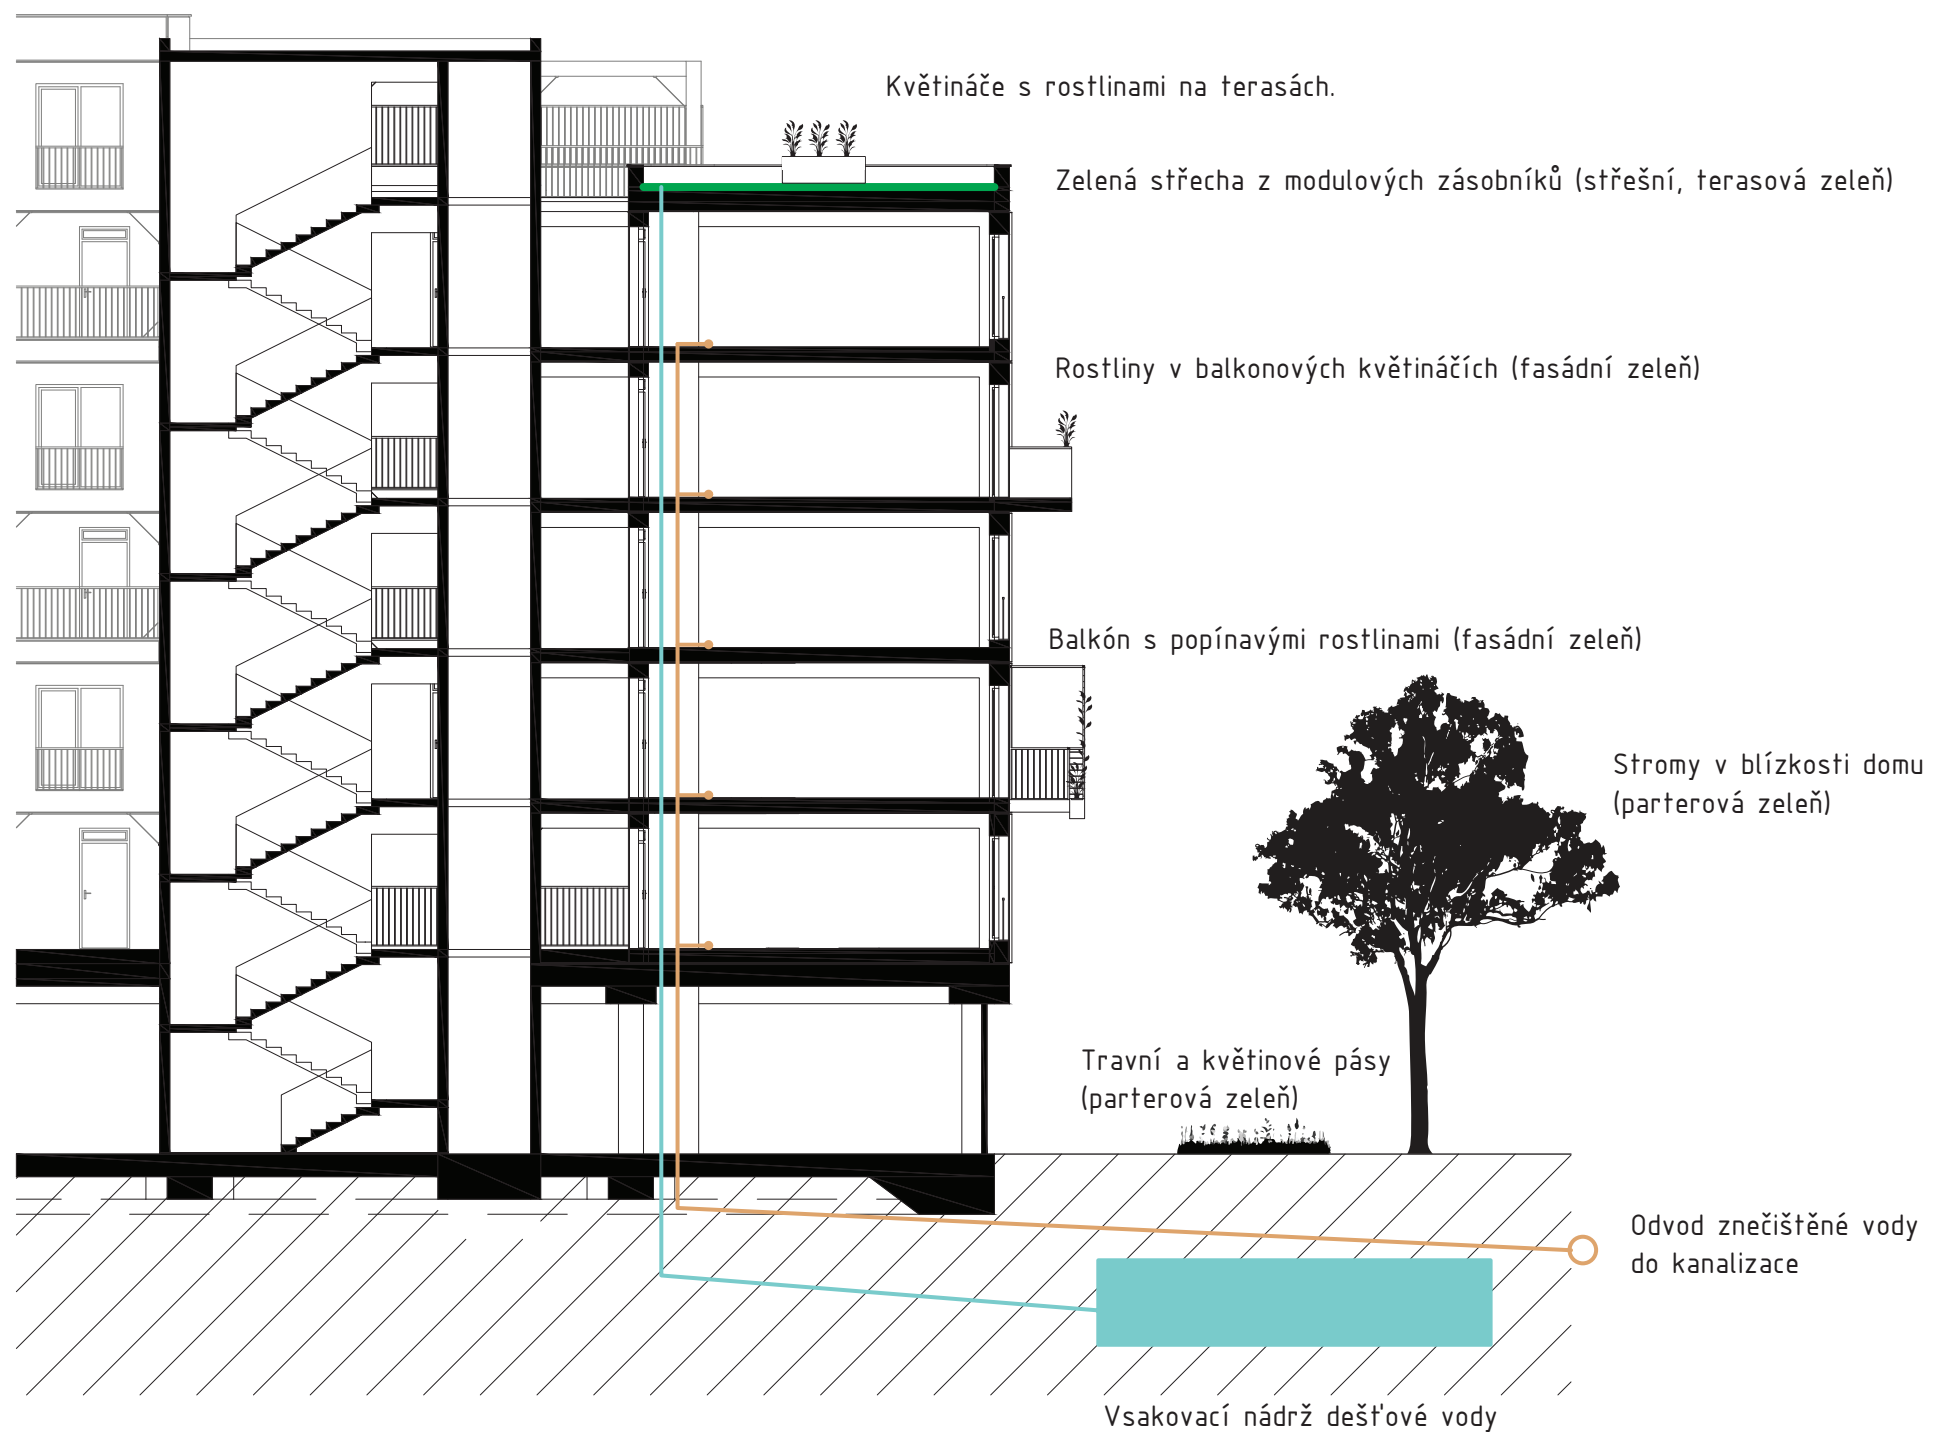 Květináče s rostlinami na terasách.
Zelená střecha z modulových zásobníků (střešní, terasová zeleň)
Rostliny v balkonových květináčích (fasádní zeleň)
Balkón s popínavými rostlinami (fasádní zeleň)
Stromy v blízkosti domu
(parterová zeleň)
Travní a květinové pásy
(parterová zeleň)
Odvod znečištěné vody
do kanalizace
Vsakovací nádrž dešťové vody